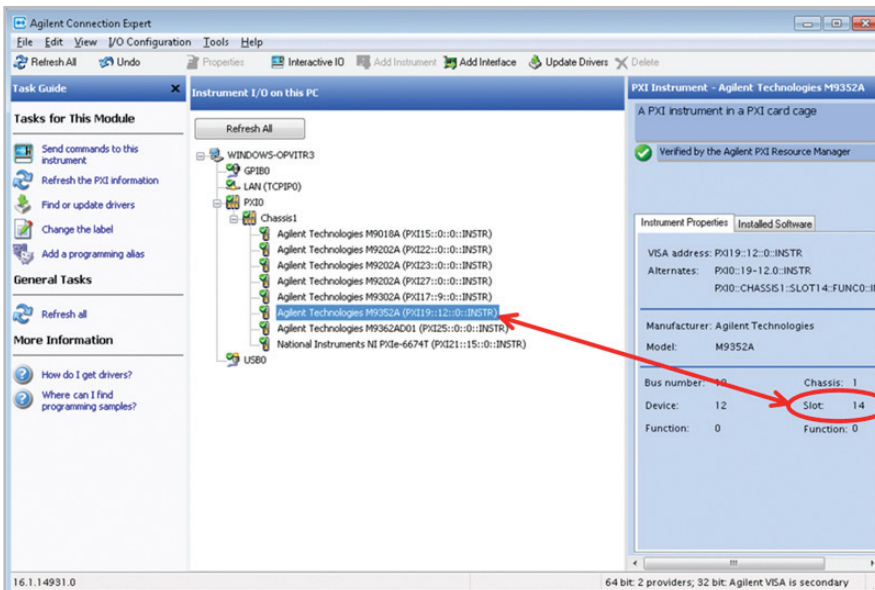 Agilent Connection Expert
File Edit View I/O Configuration Tools Help
Refresh All Undo Properties Interactive IO Add Instrument Add Interface Update Drivers Delete
Task Guide
Tasks for This Module
Send commands to this
instrument
Refresh the PXI information
Find or update drivers
Change the label
Add a programming alias
General Tasks
Refresh all
More Information
How do I get drivers?
Where can I find
programming samples?
Instrument I/O on this PC
Refresh All
WINDOWS-OPVITR3
GPIB0
LAN (TCPIP0)
PXI0
Chassis1
Agilent Technologies M9018A (PXI15::0::0::INSTR)
Agilent Technologies M9202A (PXI22::0::0::INSTR)
Agilent Technologies M9202A (PXI23::0::0::INSTR)
Agilent Technologies M9202A (PXI27::0::0::INSTR)
Agilent Technologies M9302A (PXI17::9::0::INSTR)
Agilent Technologies M9352A (PXI19::12::0::INSTR)
Agilent Technologies M9362AD01 (PXI25::0::0::INSTR)
National Instruments NI PXIe-6674T (PXI21::15::0::INSTR)
USB0
PXI Instrument - Agilent Technologies M9352A
A PXI instrument in a PXI card cage
Verified by the Agilent PXI Resource Manager
Instrument Properties Installed Software
VISA address: PXI19::12::0::INSTR
Alternates: PXI0::19-12.0::INSTR
PXI0::CHASSIS1::SLOT14::FUNC0::
Manufacturer: Agilent Technologies
Model: M9352A
Bus number: Chassis: 1
Device: 12 Slot: 14
Function: 0 Function: 0
16.1.14931.0
64 bit: 2 providers; 32 bit: Agilent VISA is secondary